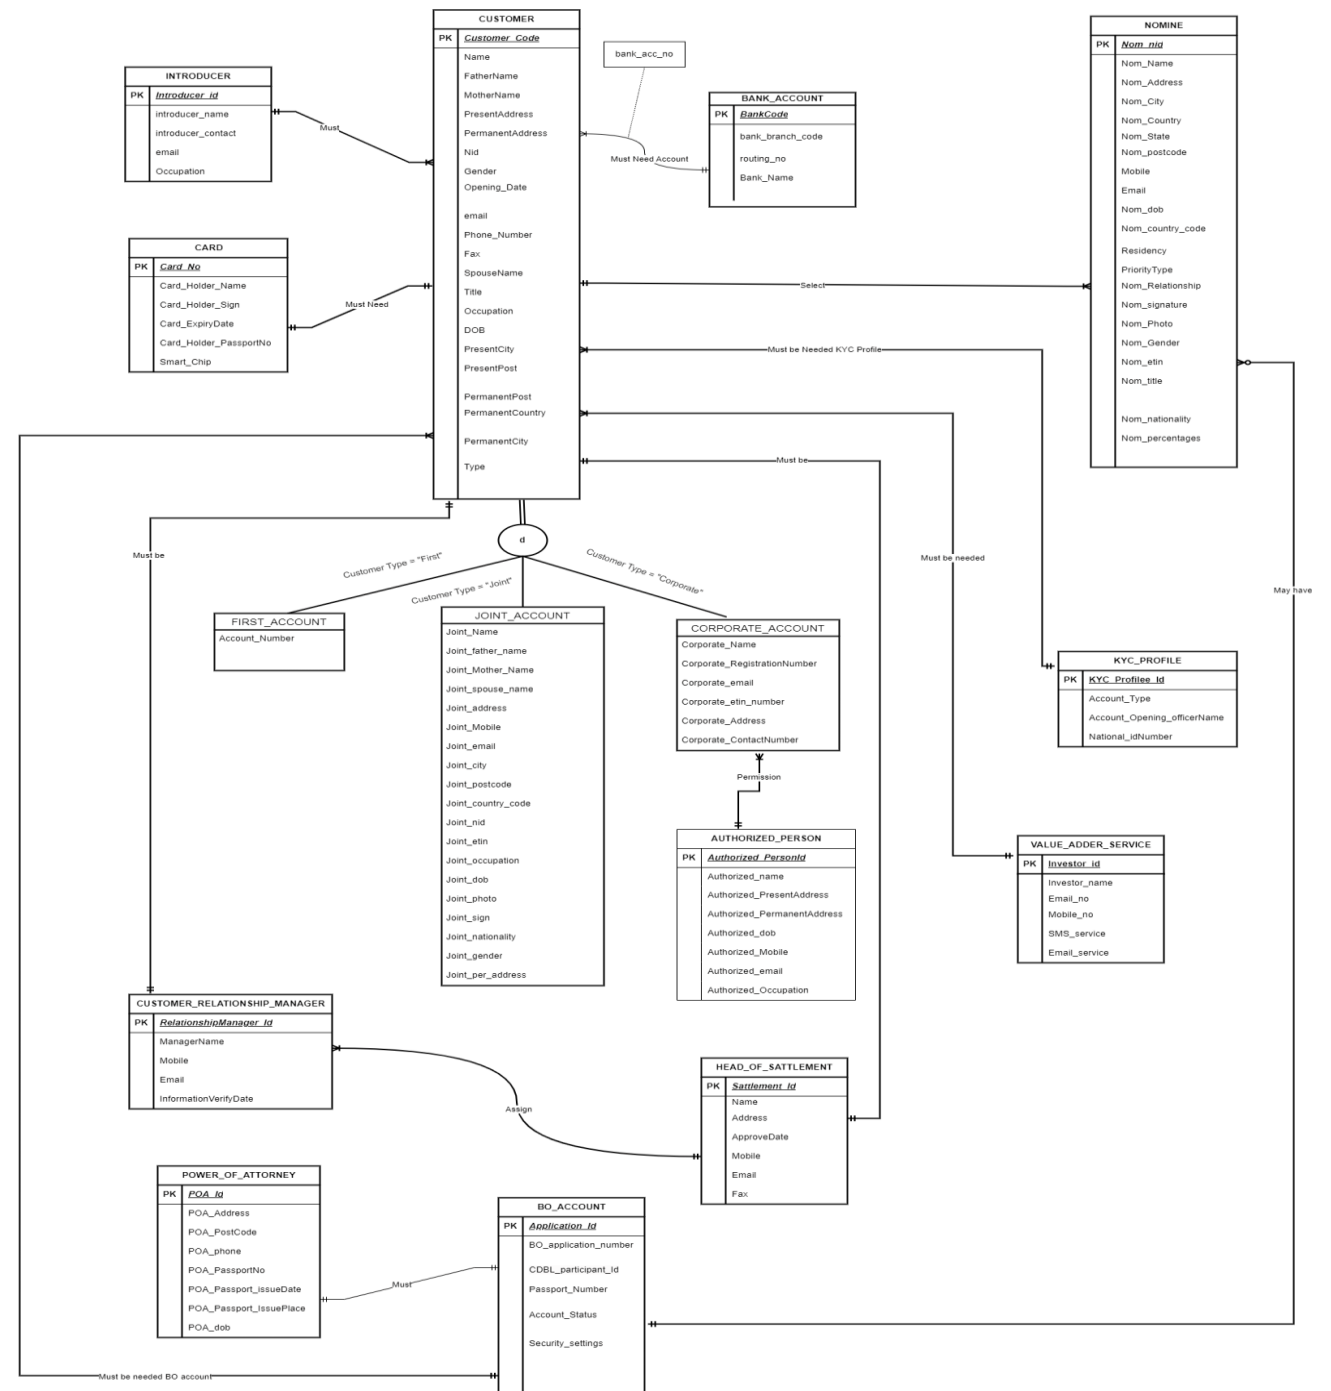 CUSTOMER
PK Customer_Code
Name
FatherName
MotherName
PresentAddress
PermanentAddress
Nid
Gender
Opening_Date
email
Phone_Number
Fax
SpouseName
Title
Occupation
DOB
PresentCity
PresentPost
PermanentPost
PermanentCountry
PermanentCity
Type
INTRODUCER
PK Introducer_id
introducer_name
introducer_contact
email
Occupation
Must
CARD
PK Card_No
Card_Holder_Name
Card_Holder_Sign
Card_ExpiryDate
Card_Holder_PassportNo
Smart_Chip
Must Need
bank_acc_no
Must Need Account
BANK_ACCOUNT
PK BankCode
bank_branch_code
routing_no
Bank_Name
NOMINE
PK Nom_nid
Nom_Name
Nom_Address
Nom_City
Nom_Country
Nom_State
Nom_postcode
Mobile
Email
Nom_dob
Nom_country_code
Residency
PriorityType
Nom_Relationship
Nom_signature
Nom_Photo
Nom_Gender
Nom_etin
Nom_title
Nom_nationality
Nom_percentages
Select
Must be Needed KYC Profile
Must be
Must be
Must be needed
May have
d
Customer Type = "First"
Customer Type = "Joint"
Customer Type = "Corporate"
FIRST_ACCOUNT
Account_Number
JOINT_ACCOUNT
Joint_Name
Joint_father_name
Joint_Mother_Name
Joint_spouse_name
Joint_address
Joint_Mobile
Joint_email
Joint_city
Joint_postcode
Joint_country_code
Joint_nid
Joint_etin
Joint_occupation
Joint_dob
Joint_photo
Joint_sign
Joint_nationality
Joint_gender
Joint_per_address
CORPORATE_ACCOUNT
Corporate_Name
Corporate_RegistrationNumber
Corporate_email
Corporate_etin_number
Corporate_Address
Corporate_ContactNumber
Permission
AUTHORIZED_PERSON
PK Authorized_PersonId
Authorized_name
Authorized_PresentAddress
Authorized_PermanentAddress
Authorized_dob
Authorized_Mobile
Authorized_email
Authorized_Occupation
KYC_PROFILE
PK KYC_Profilee_Id
Account_Type
Account_Opening_officerName
National_idNumber
VALUE_ADDER_SERVICE
PK Investor_id
Investor_name
Email_no
Mobile_no
SMS_service
Email_service
CUSTOMER_RELATIONSHIP_MANAGER
PK RelationshipManager_Id
ManagerName
Mobile
Email
InformationVerifyDate
Assign
HEAD_OF_SATTLEMENT
PK Sattlement_Id
Name
Address
ApproveDate
Mobile
Email
Fax
POWER_OF_ATTORNEY
PK POA_Id
POA_Address
POA_PostCode
POA_phone
POA_PassportNo
POA_Passport_issueDate
POA_Passport_IssuePlace
POA_dob
Must
BO_ACCOUNT
PK Application_Id
BO_application_number
CDBL_participant_Id
Passport_Number
Account_Status
Security_settings
Must be needed BO account